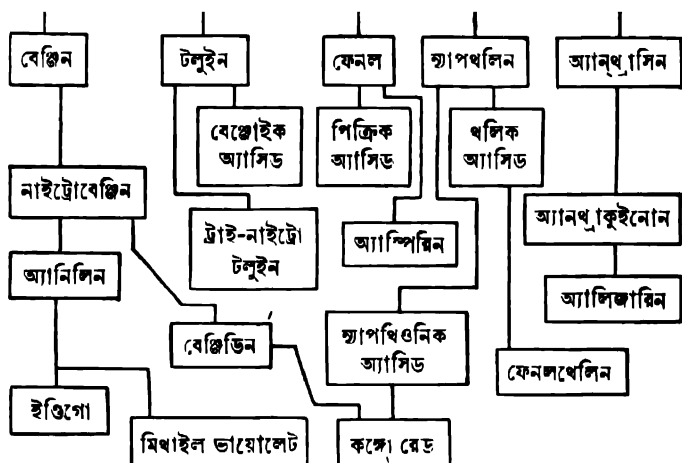 বেঞ্জিন
টলুইন
ফেনল
ন্যাপথলিন
অ্যানথ্রাসিন
বেঞ্জোইক
অ্যাসিড
পিক্রিক
অ্যাসিড
থলিক
অ্যাসিড
নাইট্রোবেঞ্জিন
ট্রাই-নাইট্রো
টলুইন
অ্যাস্পিরিন
অ্যানথ্রাকুইনোন
অ্যানিলিন
অ্যালিজারিন
বেঞ্জিডিন
ন্যাপথিওনিক
অ্যাসিড
ফেনলথেলিন
ইণ্ডিগো
মিথাইল ভায়োলেট
কঙ্গো রেড